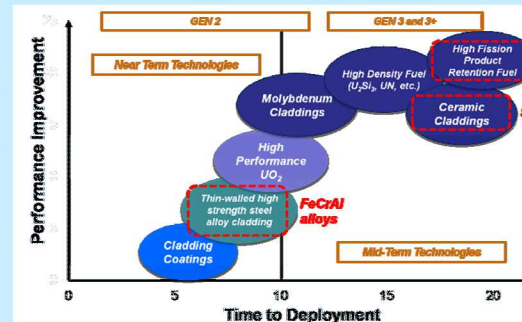 GEN 2
GEN 3 and 3+
Near Term Technologies
High Fission
Product
Retention Fuel
High Density Fuel
(U₃Si₂, UN, etc.)
Molybdenum
Claddings
Ceramic
Claddings
High
Performance
UO₂
Thin-walled high
strength steel
alloy cladding
FeCrAl
alloys
Cladding
Coatings
Mid-Term Technologies
Performance Improvement
0
5
10
15
20
Time to Deployment